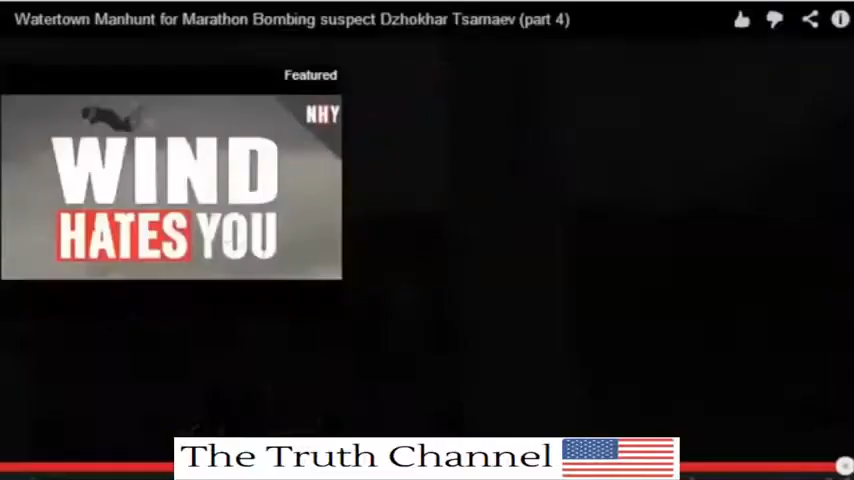 Watertown Manhunt for Marathon Bombing suspect Dzhokhar Tsarnaev (part 4)
Featured
NHY
WIND
HATES YOU
The Truth Channel